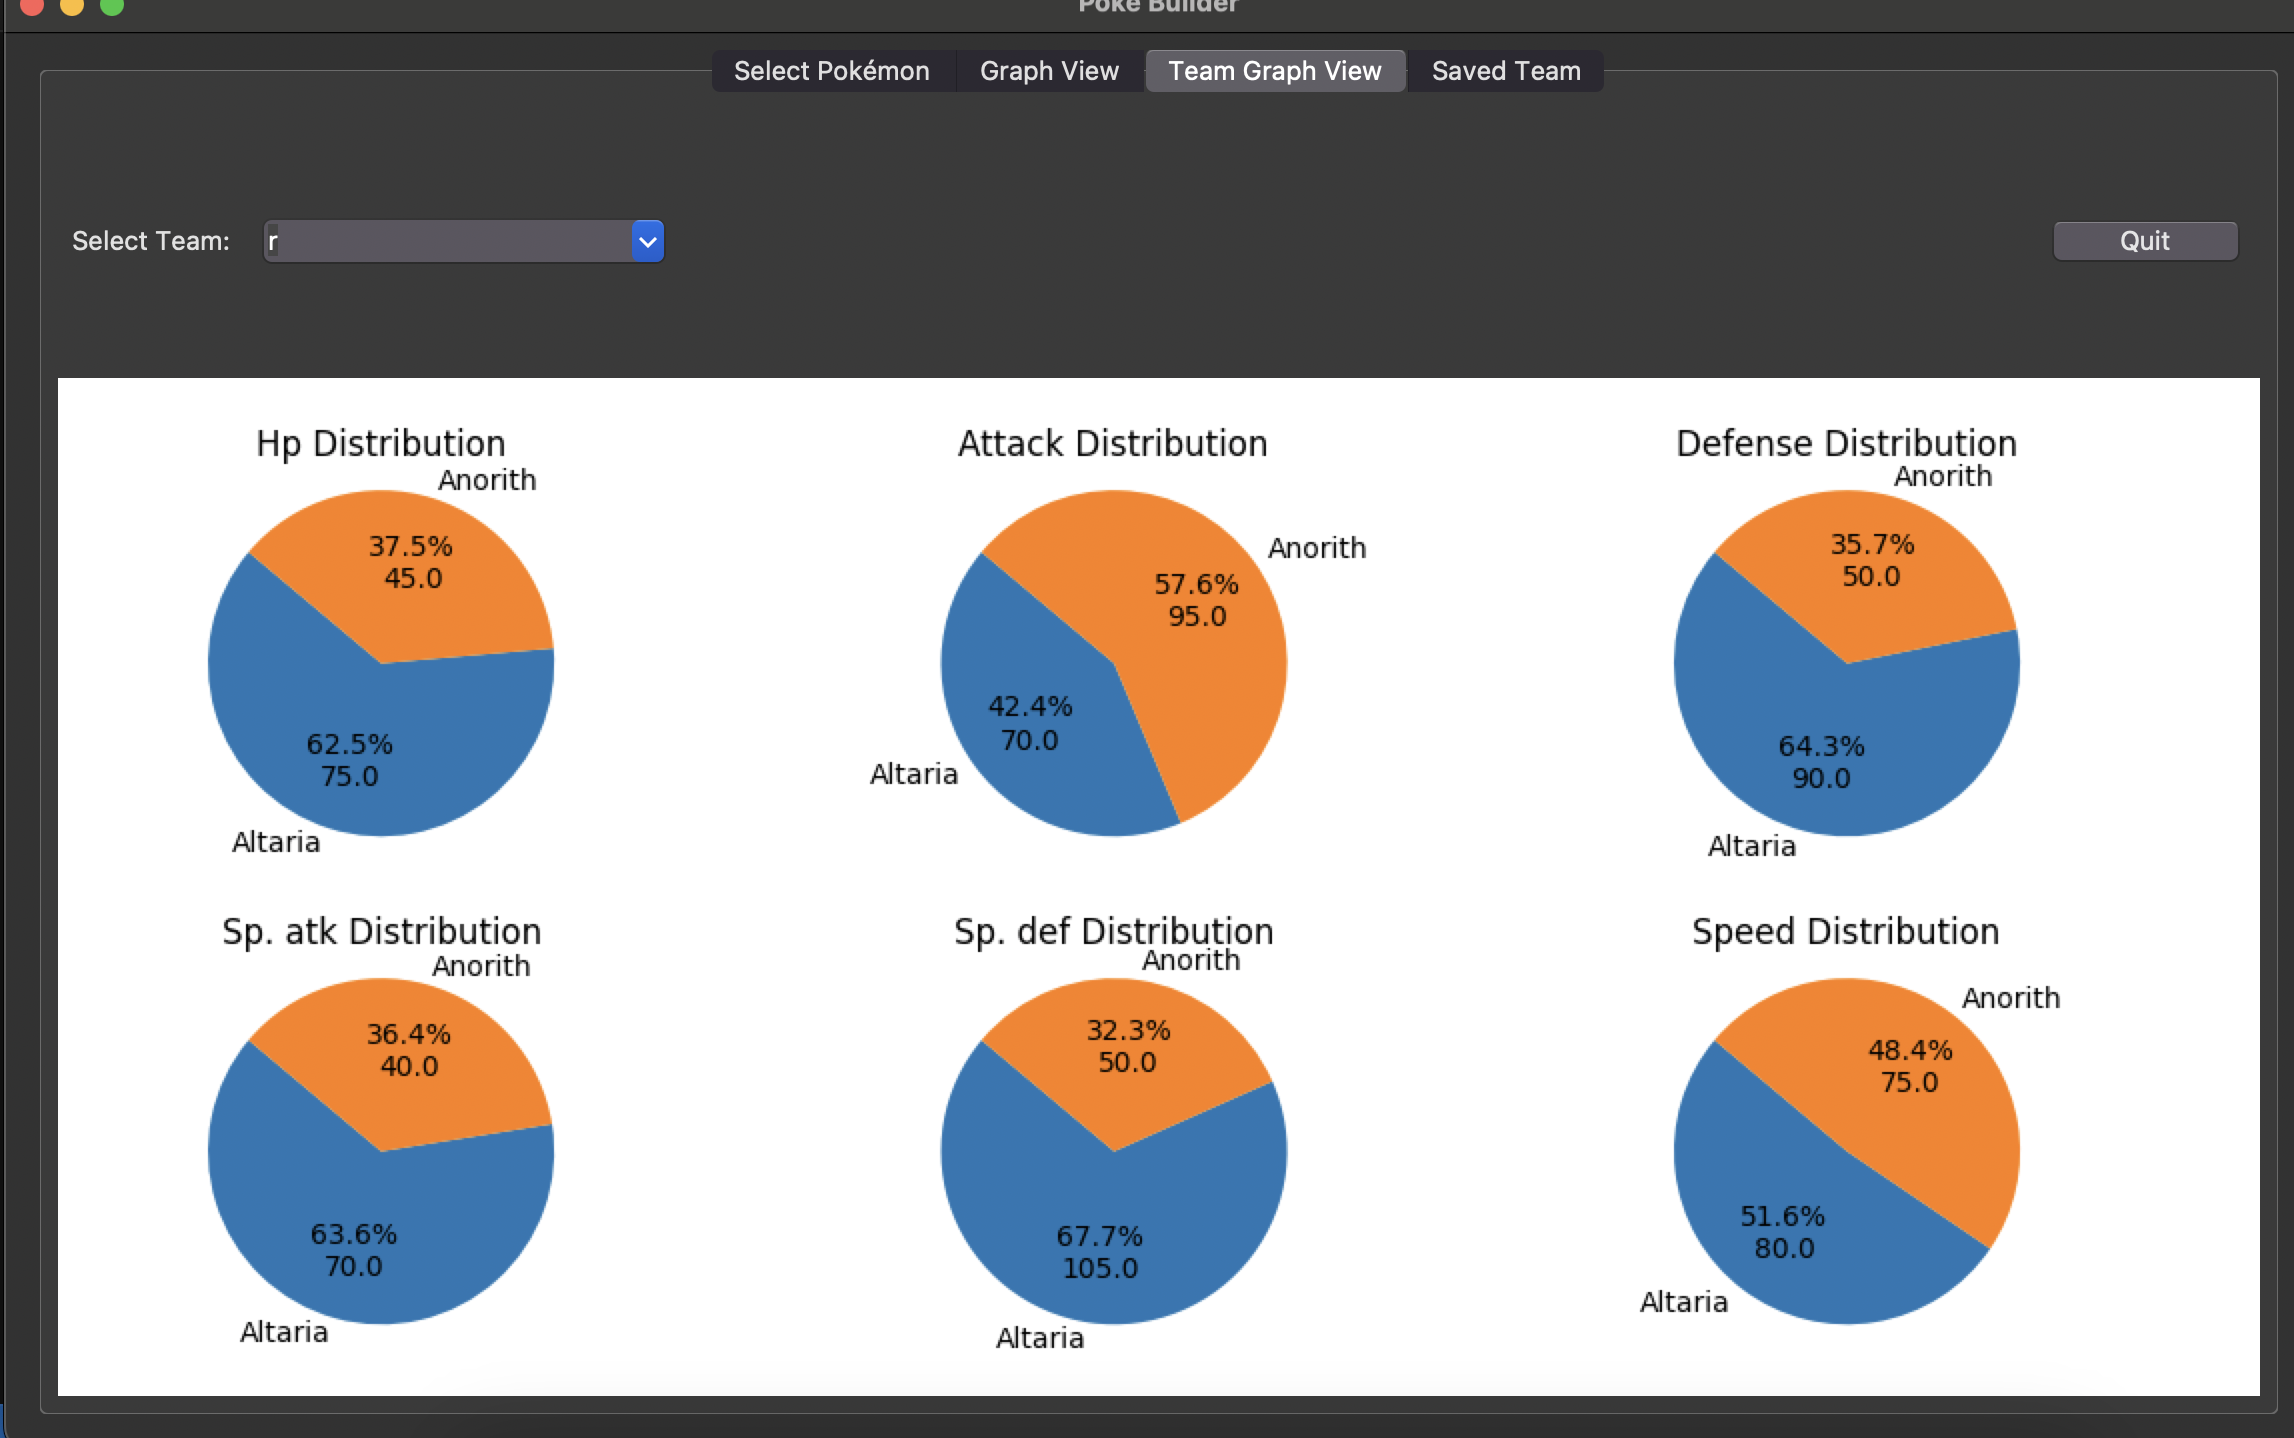 Poke Builder
Select Pokémon
Graph View
Team Graph View
Saved Team
Select Team:
r
Quit
Hp Distribution
Anorith
37.5%
45.0
62.5%
75.0
Altaria
Attack Distribution
Anorith
57.6%
95.0
42.4%
70.0
Altaria
Defense Distribution
Anorith
35.7%
50.0
64.3%
90.0
Altaria
Sp. atk Distribution
Anorith
36.4%
40.0
63.6%
70.0
Altaria
Sp. def Distribution
Anorith
32.3%
50.0
67.7%
105.0
Altaria
Speed Distribution
Anorith
48.4%
75.0
51.6%
80.0
Altaria